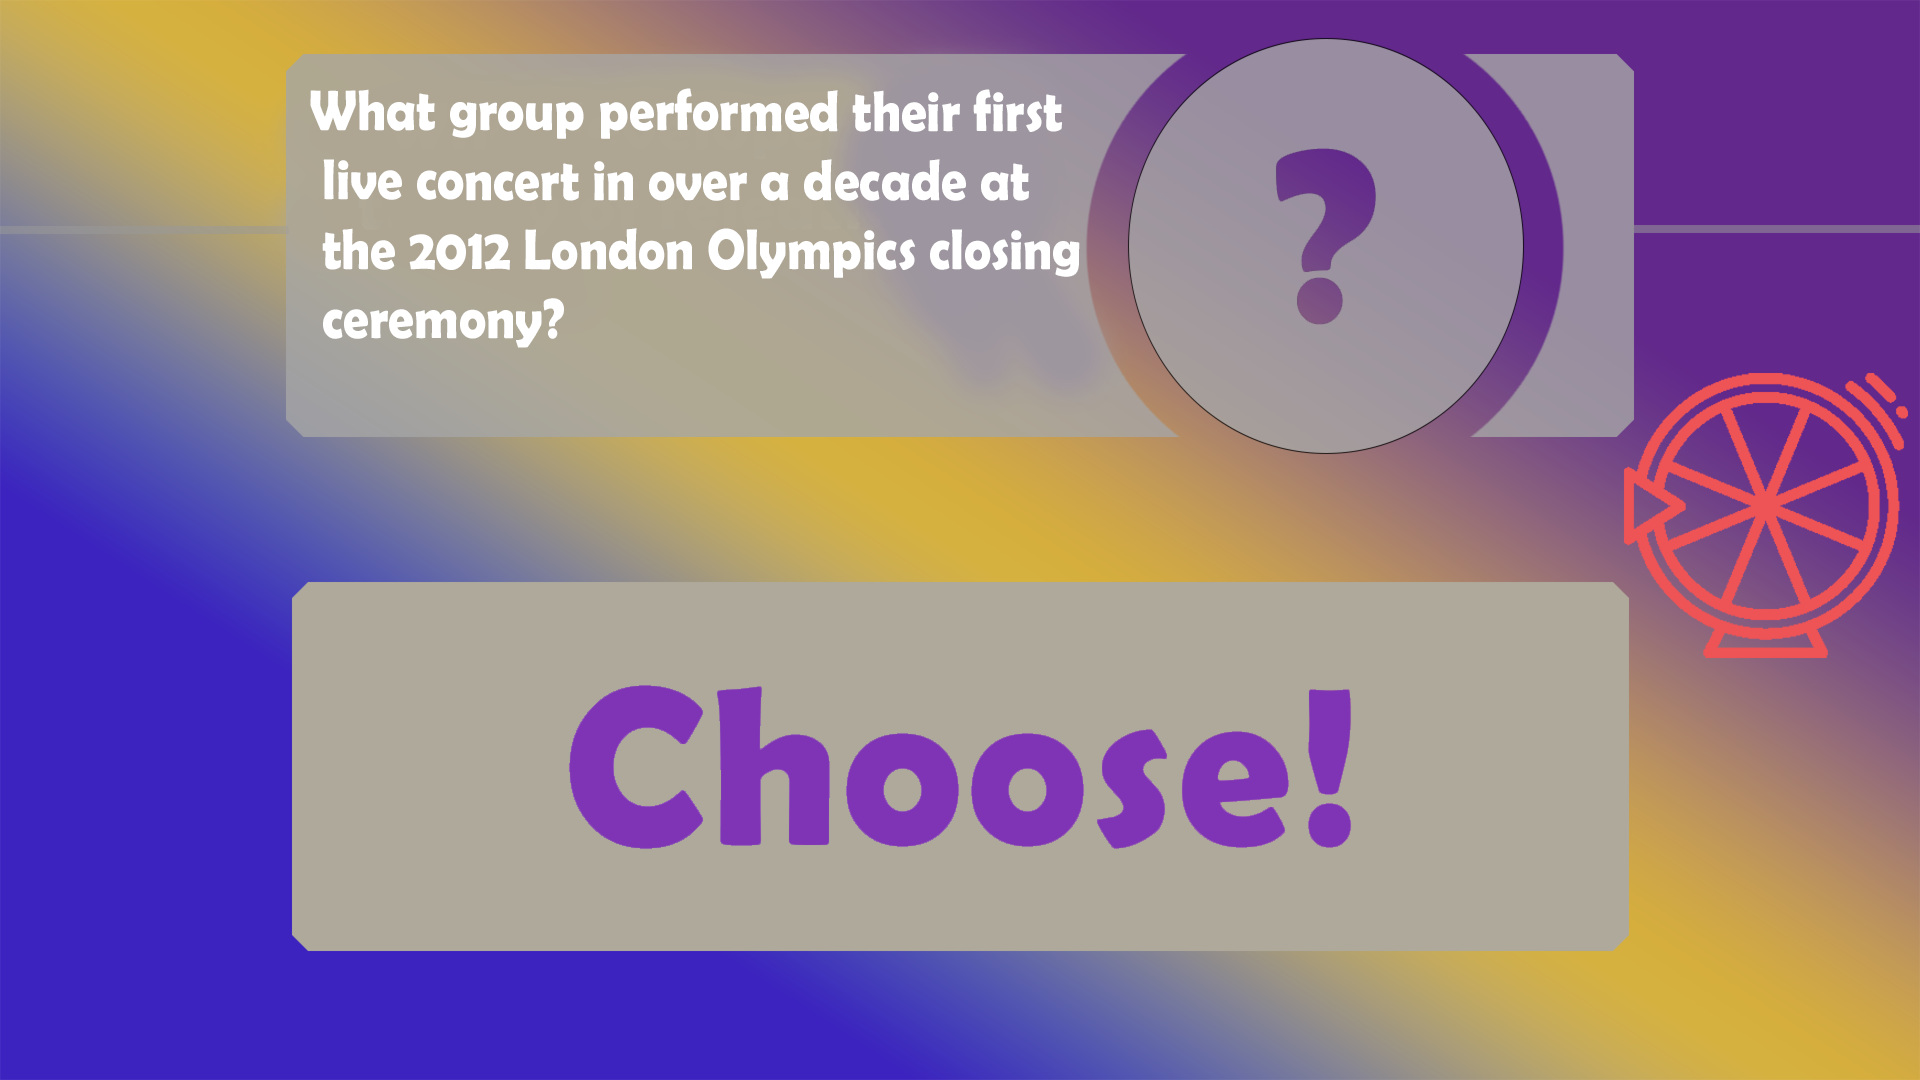 What group performed their first
live concert in over a decade at
the 2012 London Olympics closing
ceremony?
?
Choose!